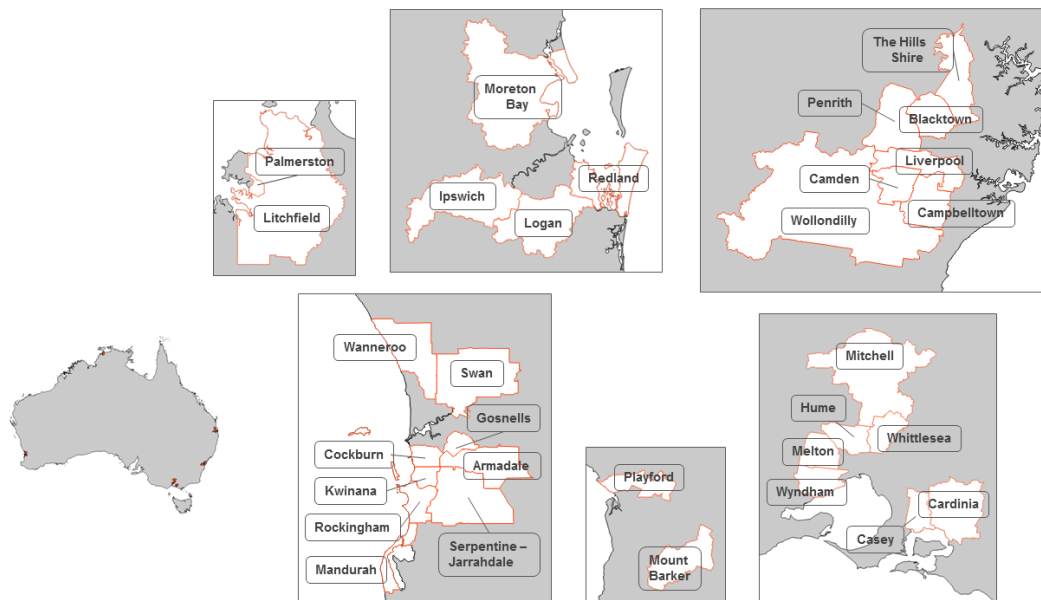 The Hills
Shire
Penrith
Blacktown
Liverpool
Camden
Campbelltown
Wollondilly
Moreton
Bay
Redland
Ipswich
Logan
Palmerston
Litchfield
Wanneroo
Swan
Gosnells
Cockburn
Armadale
Kwinana
Rockingham
Serpentine –
Jarrahdale
Mandurah
Playford
Mount
Barker
Mitchell
Hume
Whittlesea
Melton
Wyndham
Cardinia
Casey